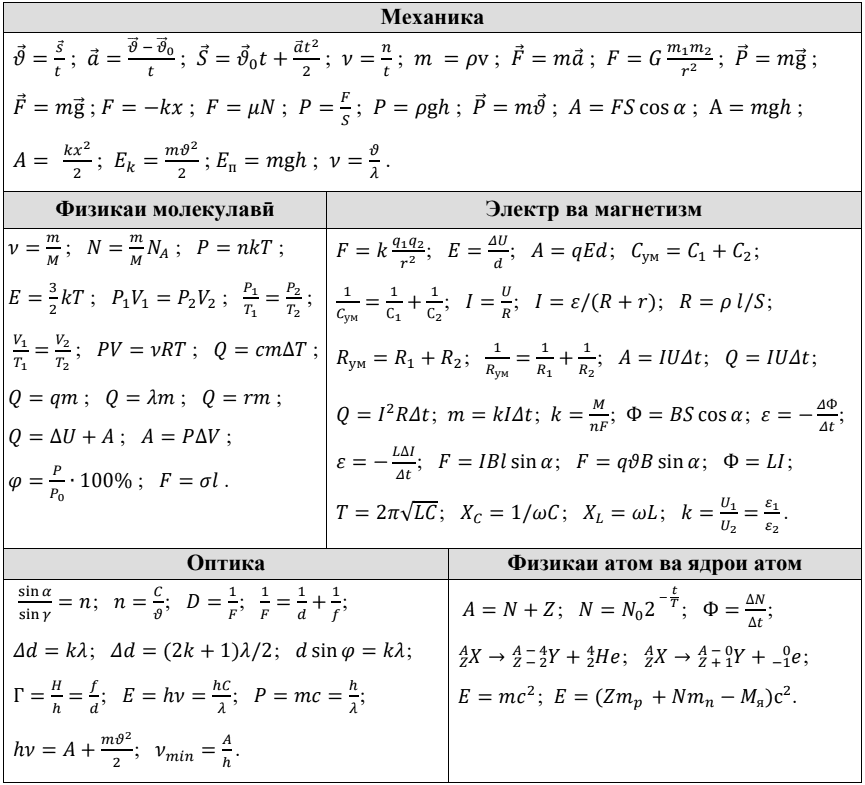 Механика
𝜗⃗ = s⃗/t ; a⃗ = (𝜗⃗ − 𝜗⃗₀)/t ; S⃗ = 𝜗⃗₀t + a⃗t²/2 ; ν = n/t ; m = ρv ; F⃗ = ma⃗ ; F = G m₁m₂/r² ; P⃗ = mg⃗ ;
F⃗ = mg⃗ ; F = −kx ; F = μN ; P = F/S ; P = ρgh ; P⃗ = m𝜗⃗ ; A = FS cos α ; A = mgh ;
A = kx²/2 ; Eₖ = m𝜗²/2 ; Eп = mgh ; ν = 𝜗/λ .
Физикаи молекулавӣ
ν = m/M ; N = m/M N_A ; P = nkT ;
E = 3/2 kT ; P₁V₁ = P₂V₂ ; P₁/T₁ = P₂/T₂ ;
V₁/T₁ = V₂/T₂ ; PV = νRT ; Q = cmΔT ;
Q = qm ; Q = λm ; Q = rm ;
Q = ΔU + A ; A = PΔV ;
φ = P/P₀ · 100% ; F = σl .
Электр ва магнетизм
F = k q₁q₂/r² ; E = ΔU/d ; A = qEd; Cум = C₁ + C₂;
1/Cум = 1/C₁ + 1/C₂ ; I = U/R ; I = ε/(R + r); R = ρ l/S;
Rум = R₁ + R₂; 1/Rум = 1/R₁ + 1/R₂ ; A = IUΔt; Q = IUΔt;
Q = I²RΔt; m = kIΔt; k = M/nF ; Φ = BS cos α; ε = −ΔΦ/Δt ;
ε = −LΔI/Δt ; F = IBl sin α; F = q𝜗B sin α; Φ = LI;
T = 2π√LC; X_C = 1/ωC; X_L = ωL; k = U₁/U₂ = ε₁/ε₂ .
Оптика
sin α/sin γ = n; n = C/𝜗 ; D = 1/F ; 1/F = 1/d + 1/f ;
Δd = kλ; Δd = (2k + 1)λ/2; d sin φ = kλ;
Γ = H/h = f/d ; E = hν = hC/λ ; P = mc = h/λ ;
hν = A + m𝜗²/2 ; ν_min = A/h .
Физикаи атом ва ядрои атом
A = N + Z; N = N₀2^(−t/T) ; Φ = ΔN/Δt ;
ᴬ_Z X → ᴬ⁻⁴_Z₋₂ Y + ⁴₂He; ᴬ_Z X → ᴬ⁻⁰_Z₊₁ Y + ⁰₋₁e;
E = mc²; E = (Zm_p + Nm_n − Mя)c².